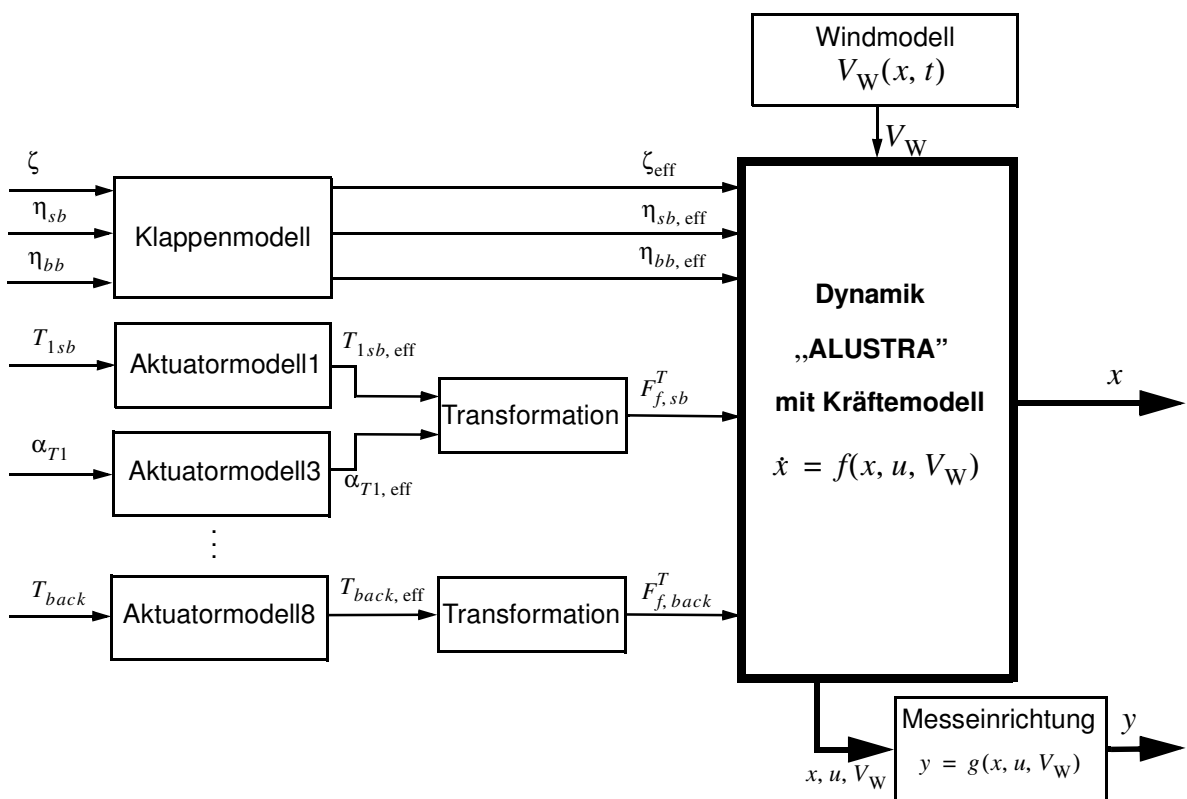 Windmodell
V_W(x, t)
V_W
ζ
η_sb
η_bb
Klappenmodell
ζ_eff
η_sb, eff
η_bb, eff
T_1sb
Aktuatormodell1
T_1sb, eff
α_T1
Aktuatormodell3
α_T1, eff
Transformation
F^T_f, sb
⋮
T_back
Aktuatormodell8
T_back, eff
Transformation
F^T_f, back
Dynamik
„ALUSTRA”
mit Kräftemodell
ẋ = f(x, u, V_W)
x
x, u, V_W
Messeinrichtung
y = g(x, u, V_W)
y